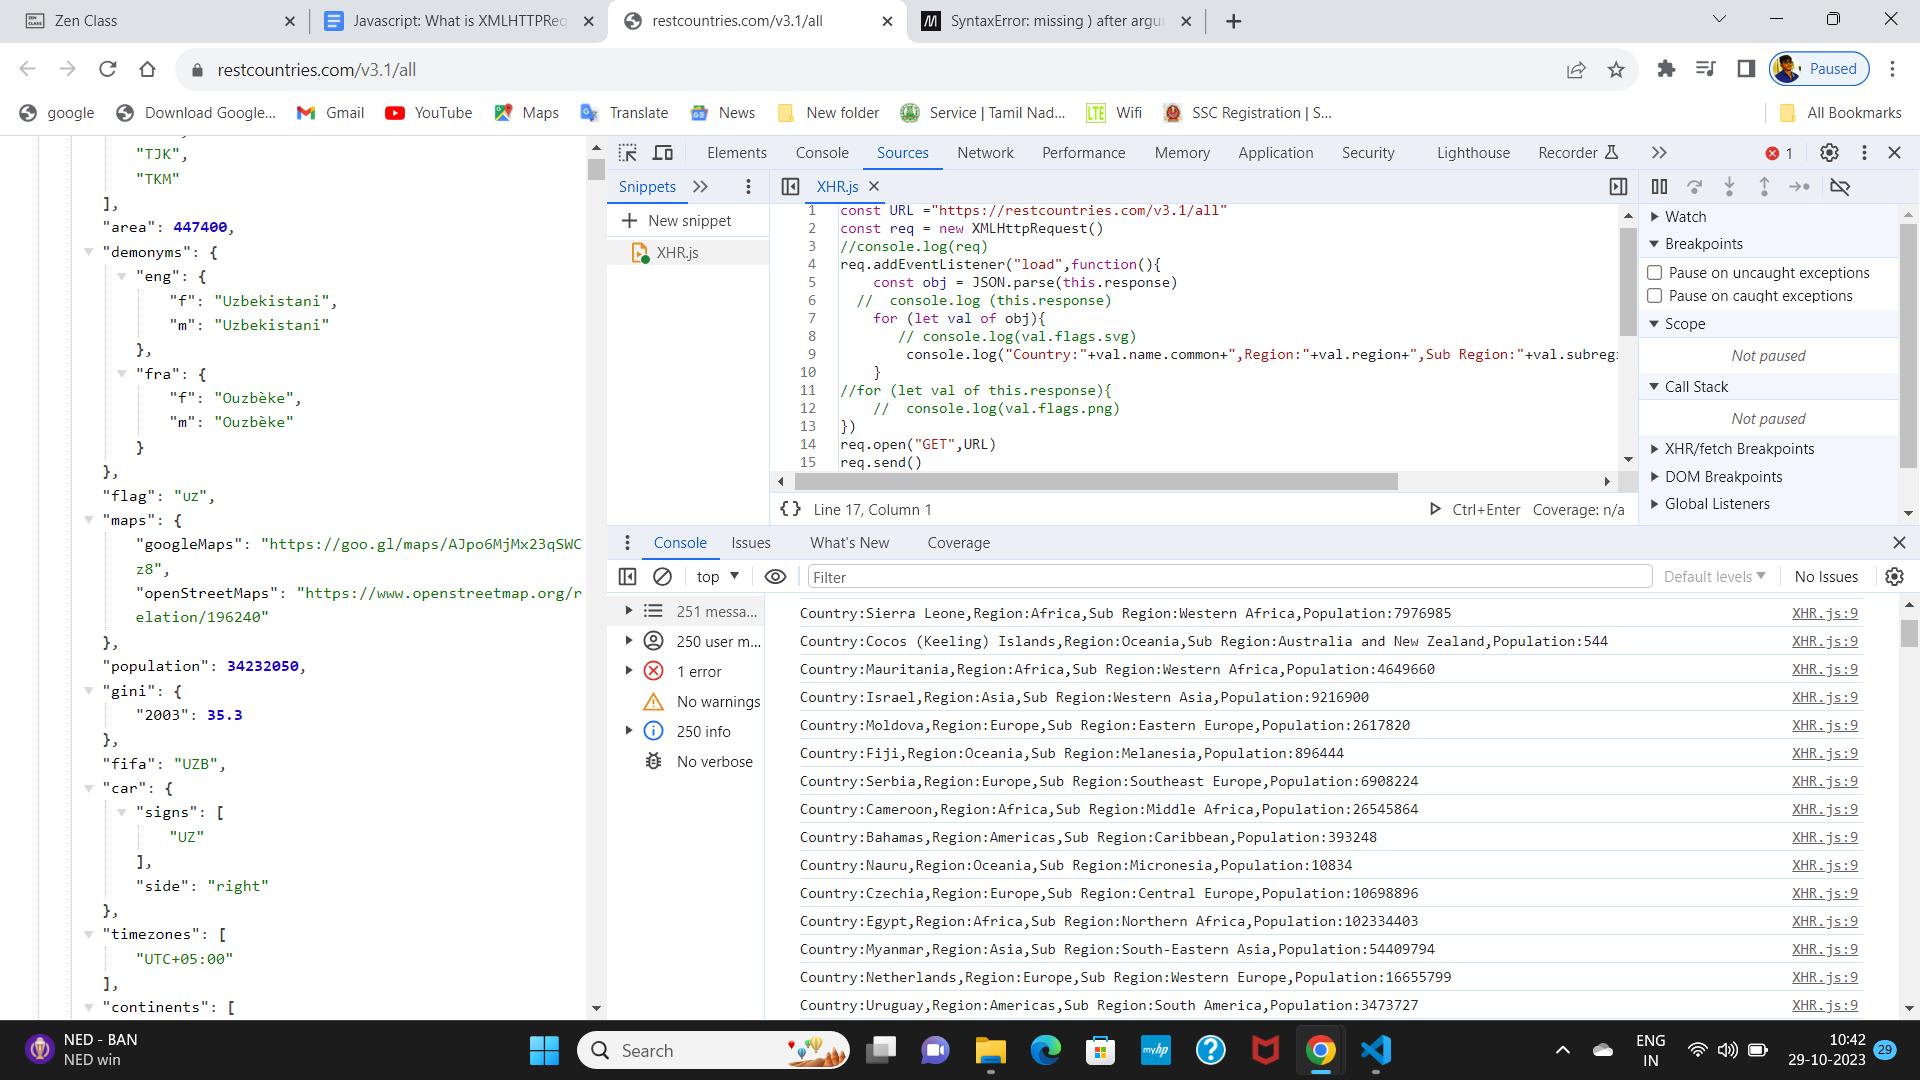 Zen Class
Javascript: What is XMLHTTPReq
restcountries.com/v3.1/all
SyntaxError: missing ) after argu
restcountries.com/v3.1/all
Paused
google
Download Google...
Gmail
YouTube
Maps
Translate
News
New folder
Service | Tamil Nad...
Wifi
SSC Registration | S...
All Bookmarks
"TJK",
"TKM"
],
"area": 447400,
"demonyms": {
"eng": {
"f": "Uzbekistani",
"m": "Uzbekistani"
},
"fra": {
"f": "Ouzbèke",
"m": "Ouzbèke"
}
},
"flag": "🇺🇿",
"maps": {
"googleMaps": "https://goo.gl/maps/AJpo6MjMx23qSWC
z8",
"openStreetMaps": "https://www.openstreetmap.org/r
elation/196240"
},
"population": 34232050,
"gini": {
"2003": 35.3
},
"fifa": "UZB",
"car": {
"signs": [
"UZ"
],
"side": "right"
},
"timezones": [
"UTC+05:00"
],
"continents": [
Elements Console Sources Network Performance Memory Application Security Lighthouse Recorder
1
Snippets
XHR.js
New snippet
XHR.js
1 const URL ="https://restcountries.com/v3.1/all"
2 const req = new XMLHttpRequest()
3 //console.log(req)
4 req.addEventListener("load",function(){
5 const obj = JSON.parse(this.response)
6 // console.log (this.response)
7 for (let val of obj){
8 // console.log(val.flags.svg)
9 console.log("Country:"+val.name.common+",Region:"+val.region+",Sub Region:"+val.subregi
10 }
11 //for (let val of this.response){
12 // console.log(val.flags.png)
13 })
14 req.open("GET",URL)
15 req.send()
{} Line 17, Column 1
Ctrl+Enter Coverage: n/a
Watch
Breakpoints
Pause on uncaught exceptions
Pause on caught exceptions
Scope
Not paused
Call Stack
Not paused
XHR/fetch Breakpoints
DOM Breakpoints
Global Listeners
Console Issues What's New Coverage
top
Filter
Default levels
No Issues
251 messa...
250 user m...
1 error
No warnings
250 info
No verbose
Country:Sierra Leone,Region:Africa,Sub Region:Western Africa,Population:7976985 XHR.js:9
Country:Cocos (Keeling) Islands,Region:Oceania,Sub Region:Australia and New Zealand,Population:544 XHR.js:9
Country:Mauritania,Region:Africa,Sub Region:Western Africa,Population:4649660 XHR.js:9
Country:Israel,Region:Asia,Sub Region:Western Asia,Population:9216900 XHR.js:9
Country:Moldova,Region:Europe,Sub Region:Eastern Europe,Population:2617820 XHR.js:9
Country:Fiji,Region:Oceania,Sub Region:Melanesia,Population:896444 XHR.js:9
Country:Serbia,Region:Europe,Sub Region:Southeast Europe,Population:6908224 XHR.js:9
Country:Cameroon,Region:Africa,Sub Region:Middle Africa,Population:26545864 XHR.js:9
Country:Bahamas,Region:Americas,Sub Region:Caribbean,Population:393248 XHR.js:9
Country:Nauru,Region:Oceania,Sub Region:Micronesia,Population:10834 XHR.js:9
Country:Czechia,Region:Europe,Sub Region:Central Europe,Population:10698896 XHR.js:9
Country:Egypt,Region:Africa,Sub Region:Northern Africa,Population:102334403 XHR.js:9
Country:Myanmar,Region:Asia,Sub Region:South-Eastern Asia,Population:54409794 XHR.js:9
Country:Netherlands,Region:Europe,Sub Region:Western Europe,Population:16655799 XHR.js:9
Country:Uruguay,Region:Americas,Sub Region:South America,Population:3473727 XHR.js:9
NED - BAN
NED win
Search
myhp
ENG
IN
10:42
29-10-2023
29